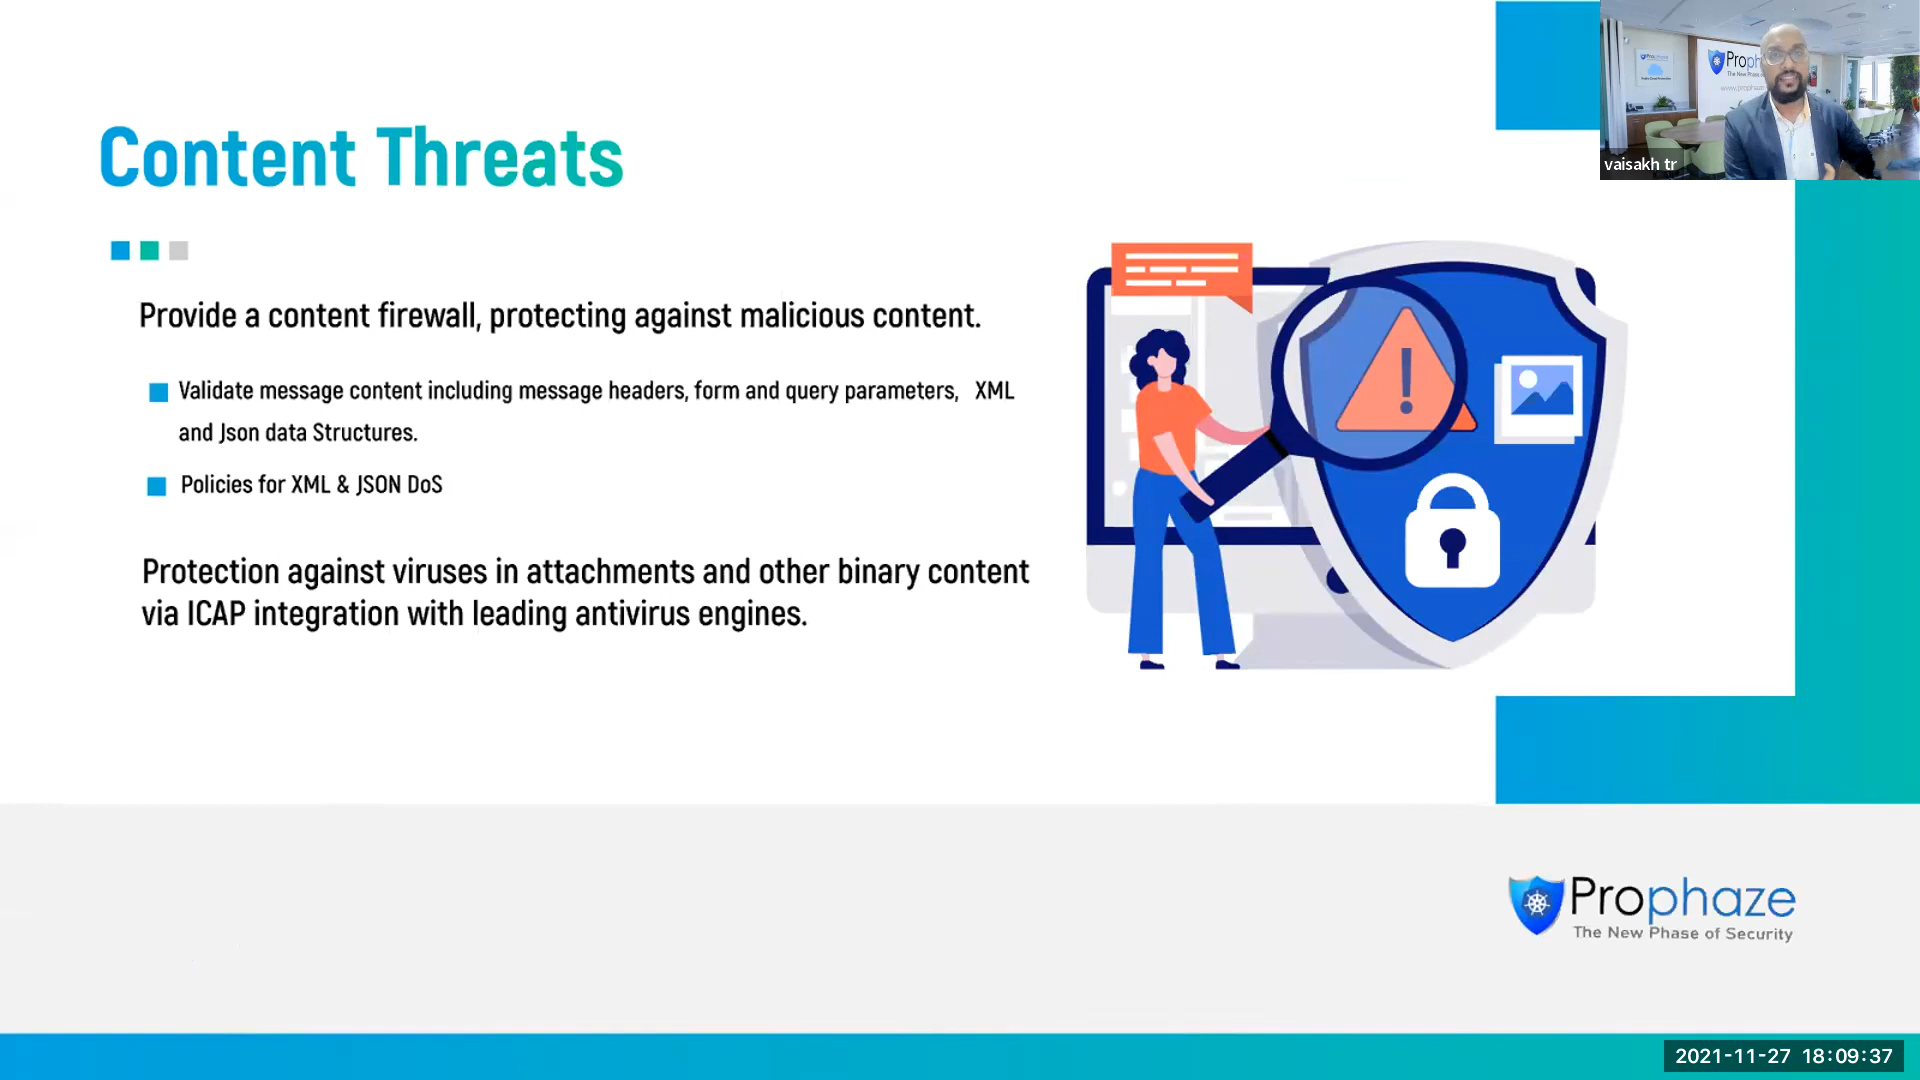 Content Threats
Provide a content firewall, protecting against malicious content.
Validate message content including message headers, form and query parameters, XML
and Json data Structures.
Policies for XML & JSON DoS
Protection against viruses in attachments and other binary content
via ICAP integration with leading antivirus engines.
vaisakh tr
Prophaze
The New Phase of Security
2021-11-27 18:09:37